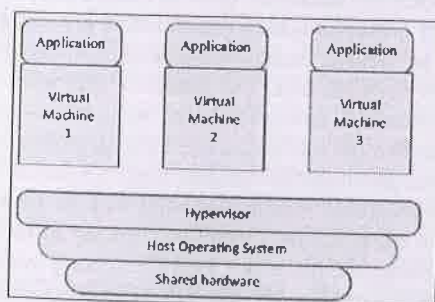 Application
Application
Application
Virtual
Machine
1
Virtual
Machine
2
Virtual
Machine
3
Hypervisor
Host Operating System
Shared hardware